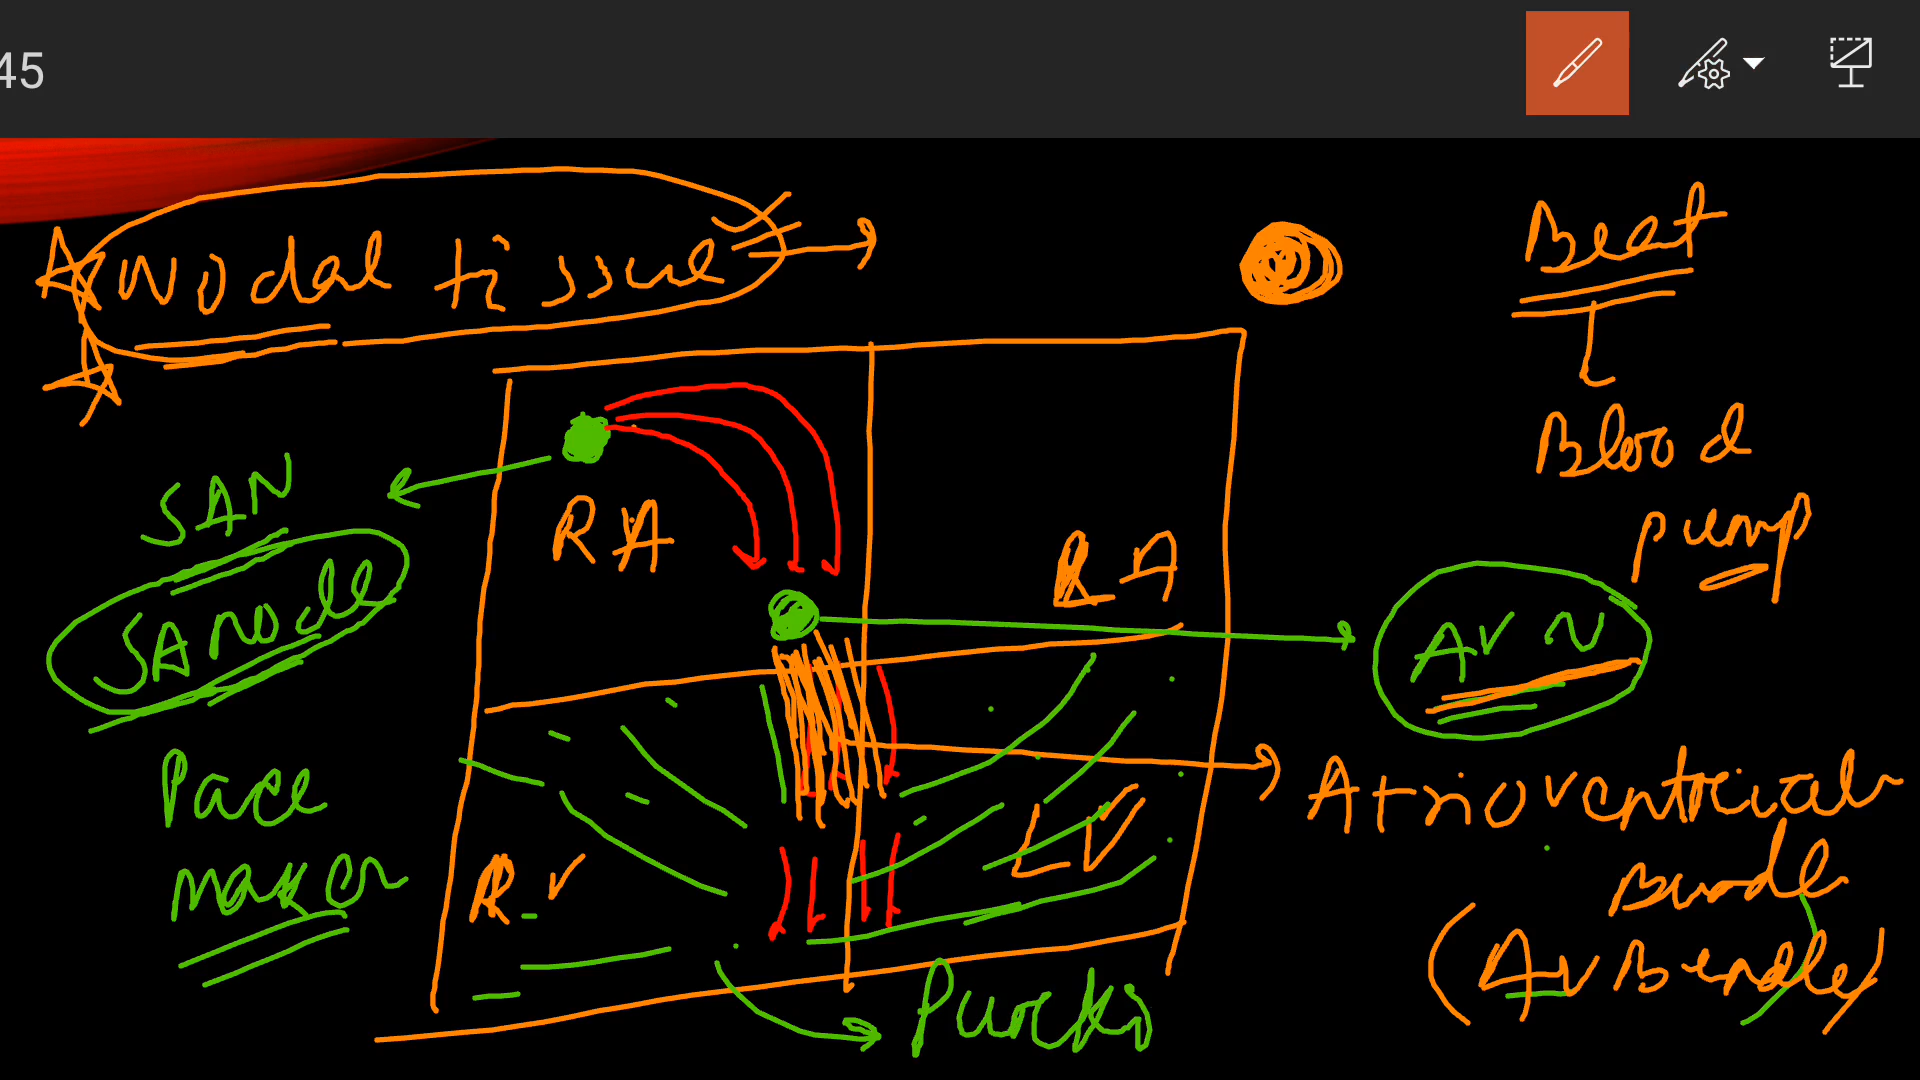 45
Nodal tissue
Beat
Blood
pump
SAN
SA Node
Pace
maker
RA
LA
AVN
RV
LV
Atrioventricular
Bundle
(AV Bundle)